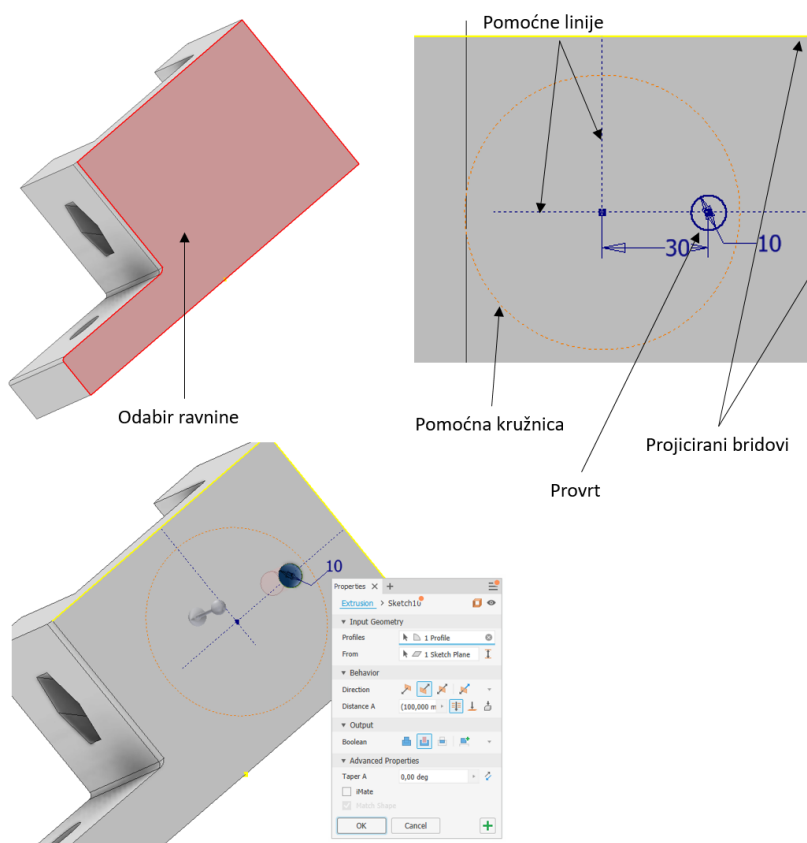 Pomoćne linije
30
10
Odabir ravnine
Pomoćna kružnica
Projicirani bridovi
Provrt
10
Properties
Extrusion > Sketch10
Input Geometry
Profiles 1 Profile
From 1 Sketch Plane
Behavior
Direction
Distance A (100,000 m
Output
Boolean
Advanced Properties
Taper A 0,00 deg
iMate
Match Shape
OK Cancel